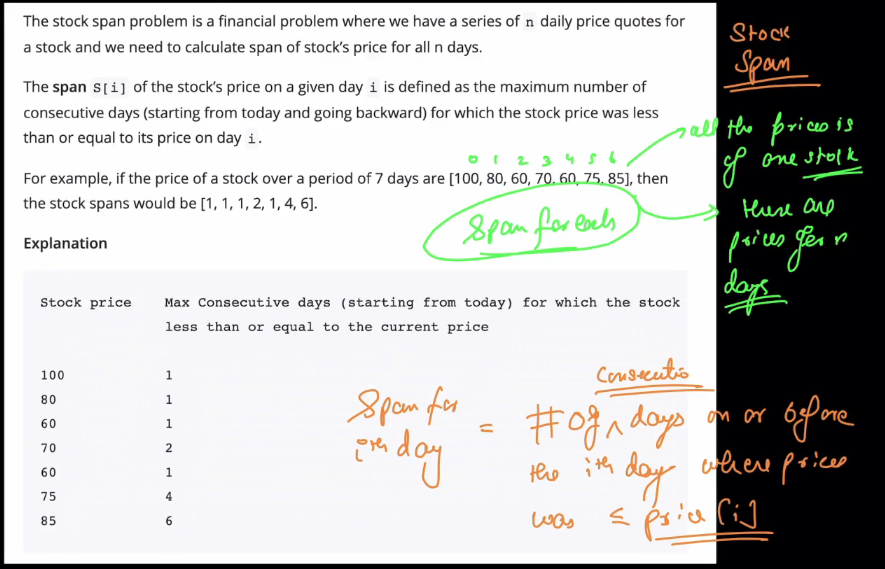 The stock span problem is a financial problem where we have a series of n daily price quotes for
a stock and we need to calculate span of stock's price for all n days.
The span S[i] of the stock's price on a given day i is defined as the maximum number of
consecutive days (starting from today and going backward) for which the stock price was less
than or equal to its price on day i.
For example, if the price of a stock over a period of 7 days are [100, 80, 60, 70, 60, 75, 85], then
the stock spans would be [1, 1, 1, 2, 1, 4, 6].
Explanation
Stock price Max Consecutive days (starting from today) for which the stock
less than or equal to the current price
100 1
80 1
60 1
70 2
60 1
75 4
85 6
Stock
Span
0 1 2 3 4 5 6
all the prices is
of one stock
there are
prices for n
days
Span for each
Span for
ith day
=
Consecutive
# of ^ days on or before
the ith day where prices
was ≤ price [i]